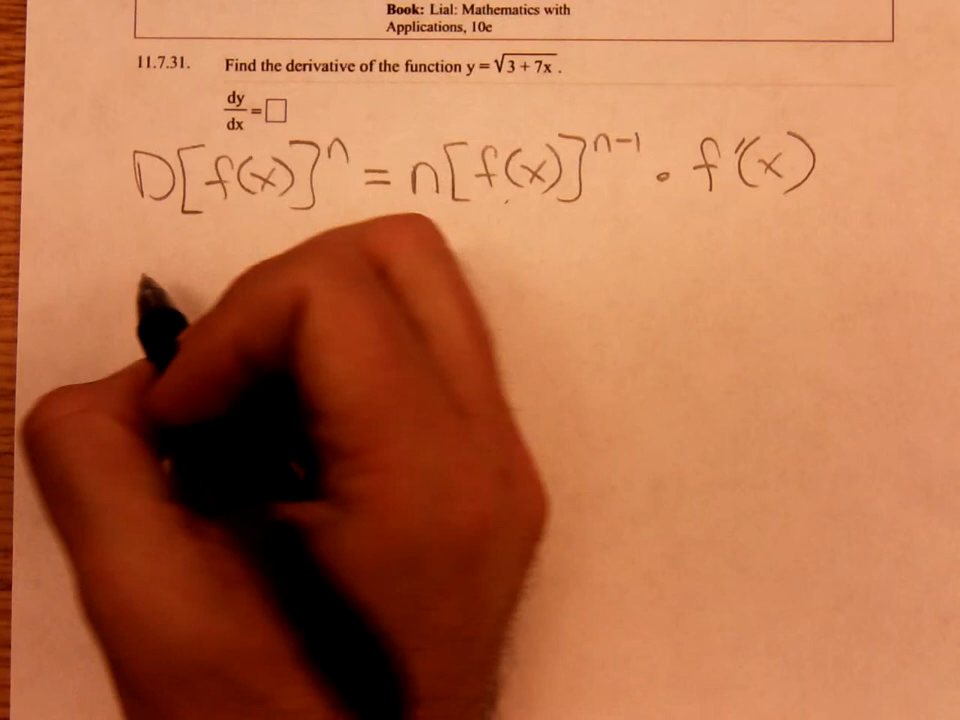 Book: Lial: Mathematics with
Applications, 10e
11.7.31. Find the derivative of the function y = √3 + 7x .
dy/dx = □
D[f(x)]ⁿ = n[f(x)]ⁿ⁻¹ · f'(x)